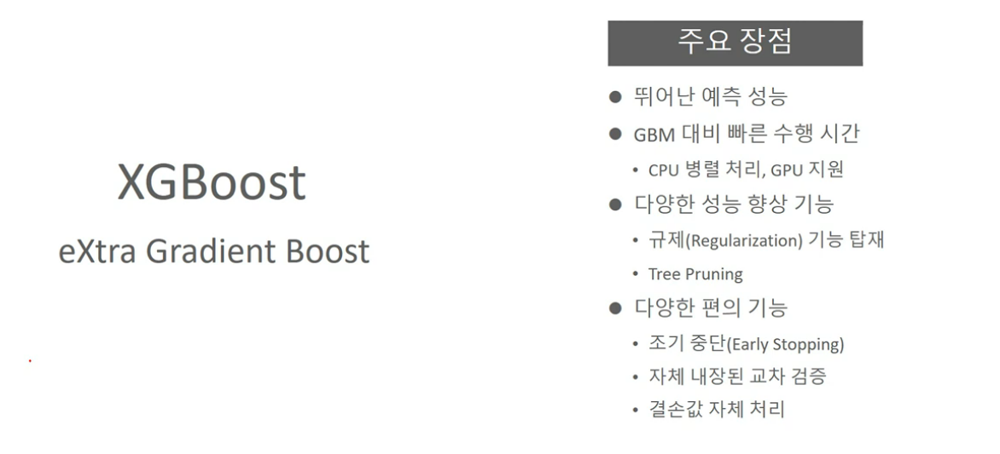 XGBoost
eXtra Gradient Boost
주요 장점
● 뛰어난 예측 성능
● GBM 대비 빠른 수행 시간
• CPU 병렬 처리, GPU 지원
● 다양한 성능 향상 기능
• 규제(Regularization) 기능 탑재
• Tree Pruning
● 다양한 편의 기능
• 조기 중단(Early Stopping)
• 자체 내장된 교차 검증
• 결손값 자체 처리